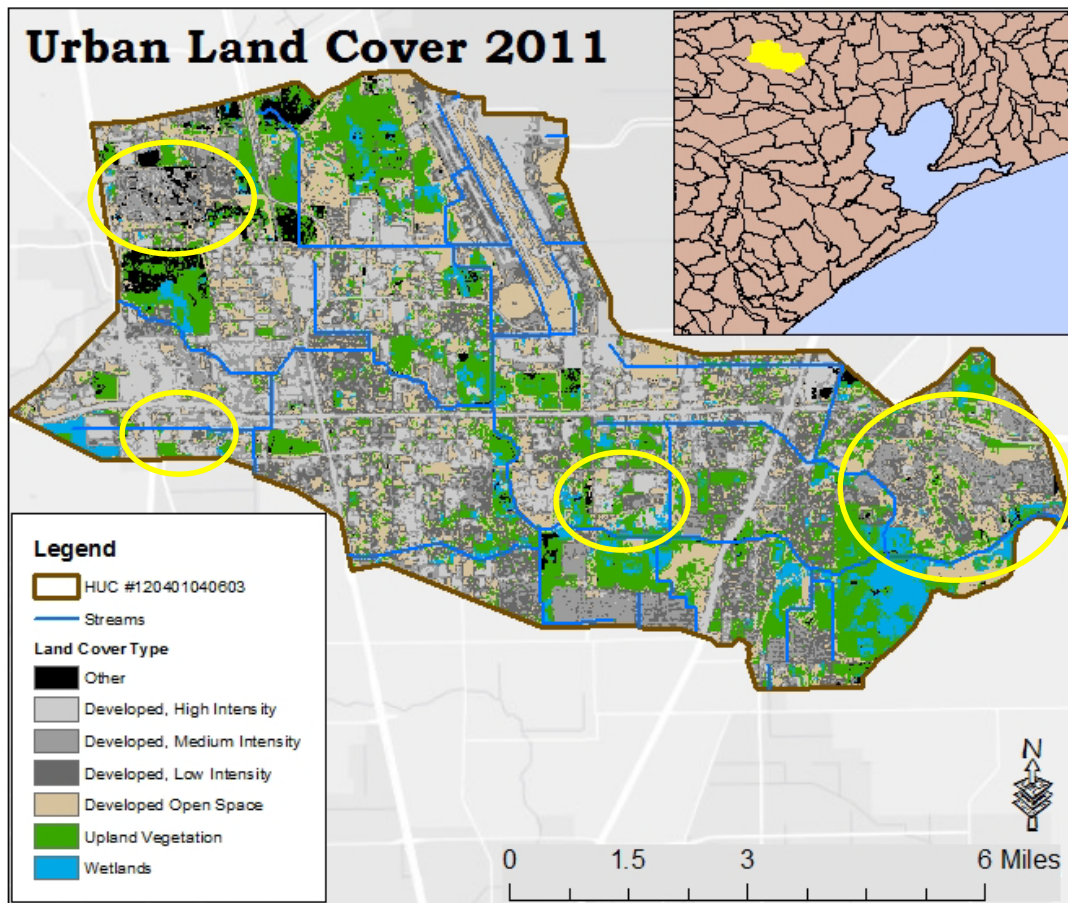 Urban Land Cover 2011
Legend
HUC #120401040603
Streams
Land Cover Type
Other
Developed, High Intensity
Developed, Medium Intensity
Developed, Low Intensity
Developed Open Space
Upland Vegetation
Wetlands
N
0 1.5 3 6 Miles